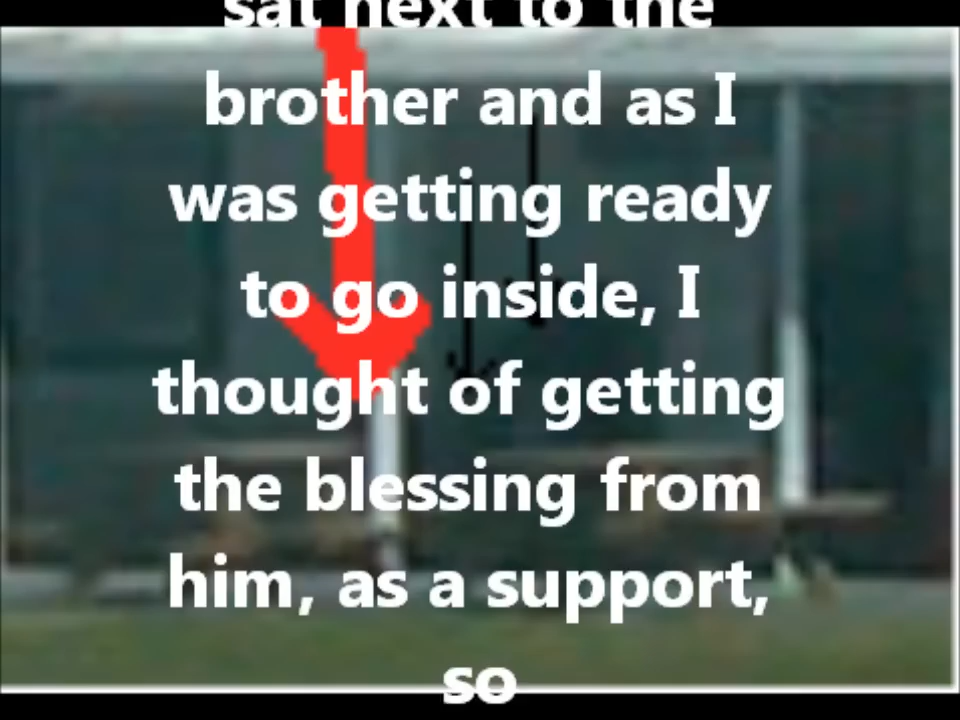 sat next to the
brother and as I
was getting ready
to go inside, I
thought of getting
the blessing from
him, as a support,
so